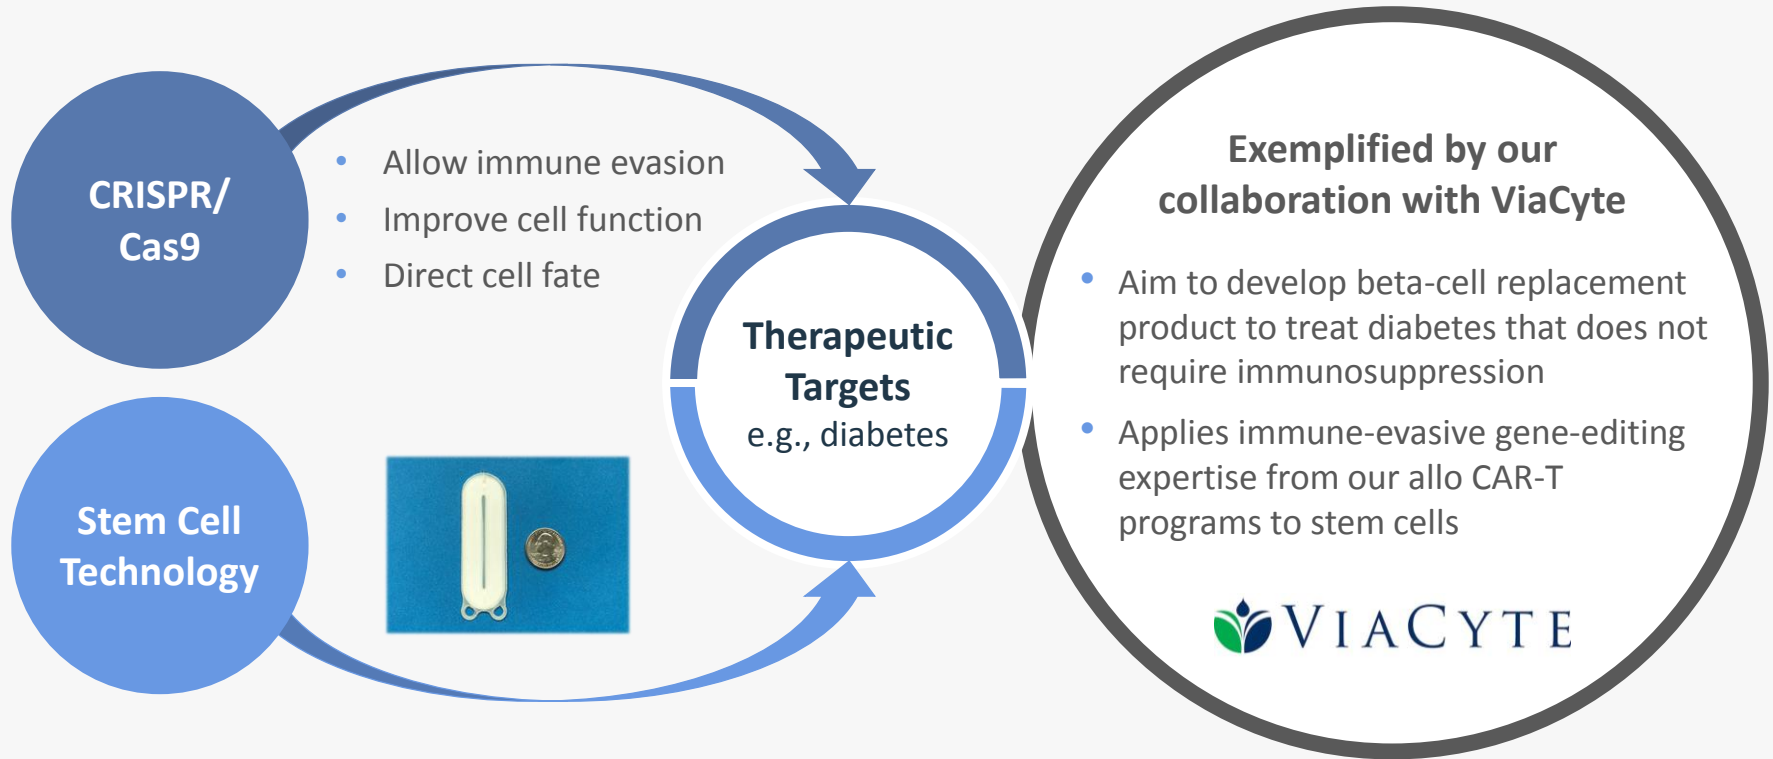 CRISPR/
Cas9
• Allow immune evasion
• Improve cell function
• Direct cell fate
Stem Cell
Technology
Therapeutic
Targets
e.g., diabetes
Exemplified by our
collaboration with ViaCyte
• Aim to develop beta-cell replacement
product to treat diabetes that does not
require immunosuppression
• Applies immune-evasive gene-editing
expertise from our allo CAR-T
programs to stem cells
VIACYTE